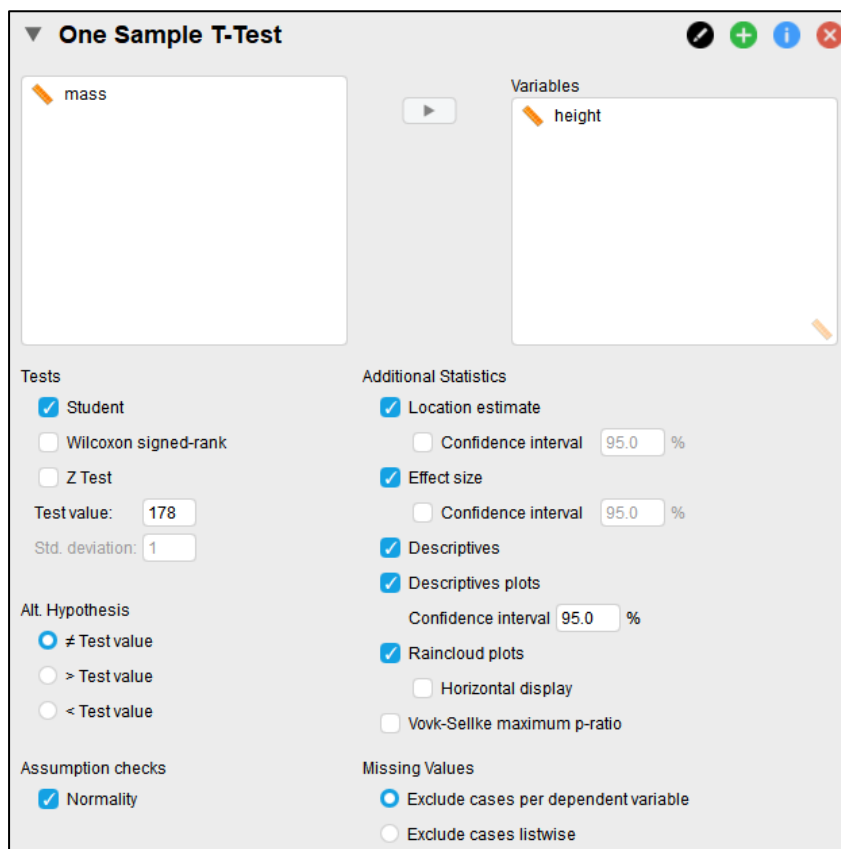 One Sample T-Test
mass
Variables
height
Tests
Student
Wilcoxon signed-rank
Z Test
Test value: 178
Std. deviation: 1
Alt. Hypothesis
≠ Test value
> Test value
< Test value
Assumption checks
Normality
Additional Statistics
Location estimate
Confidence interval 95.0 %
Effect size
Confidence interval 95.0 %
Descriptives
Descriptives plots
Confidence interval 95.0 %
Raincloud plots
Horizontal display
Vovk-Sellke maximum p-ratio
Missing Values
Exclude cases per dependent variable
Exclude cases listwise